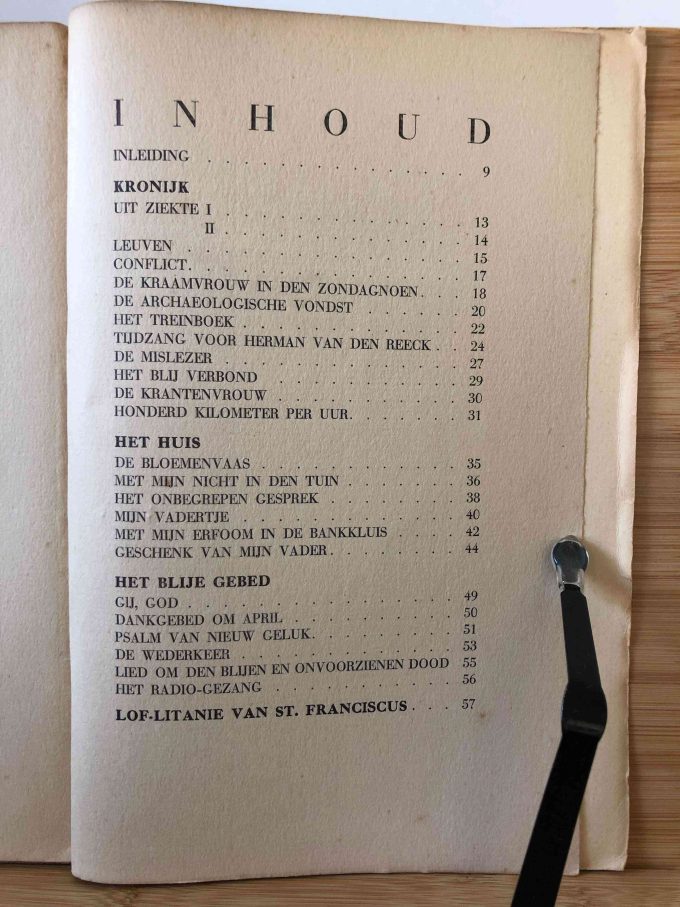 INHOUD
INLEIDING . . . . . . . . . . . . . . 9
KRONIJK
UIT ZIEKTE I . . . . . . . . . . . . . 13
II . . . . . . . . . . . . . 14
LEUVEN . . . . . . . . . . . . . . 15
CONFLICT. . . . . . . . . . . . . . 17
DE KRAAMVROUW IN DEN ZONDAGNOEN. . . 18
DE ARCHAEOLOGISCHE VONDST . . . . . . 20
HET TREINBOEK . . . . . . . . . . . 22
TIJDZANG VOOR HERMAN VAN DEN REECK . . 24
DE MISLEZER . . . . . . . . . . . . 27
HET BLIJ VERBOND . . . . . . . . . . 29
DE KRANTENVROUW . . . . . . . . . . 30
HONDERD KILOMETER PER UUR. . . . . . 31
HET HUIS
DE BLOEMENVAAS . . . . . . . . . . 35
MET MIJN NICHT IN DEN TUIN . . . . . . 36
HET ONBEGREPEN GESPREK . . . . . . . 38
MIJN VADERTJE . . . . . . . . . . . 40
MET MIJN ERFOOM IN DE BANKKLUIS . . . 42
GESCHENK VAN MIJN VADER. . . . . . . 44
HET BLIJE GEBED
GIJ, GOD . . . . . . . . . . . . . 49
DANKGEBED OM APRIL . . . . . . . . 50
PSALM VAN NIEUW GELUK. . . . . . . . 51
DE WEDERKEER . . . . . . . . . . . 53
LIED OM DEN BLIJEN EN ONVOORZIENEN DOOD 55
HET RADIO-GEZANG . . . . . . . . . . 56
LOF-LITANIE VAN ST. FRANCISCUS . . . 57